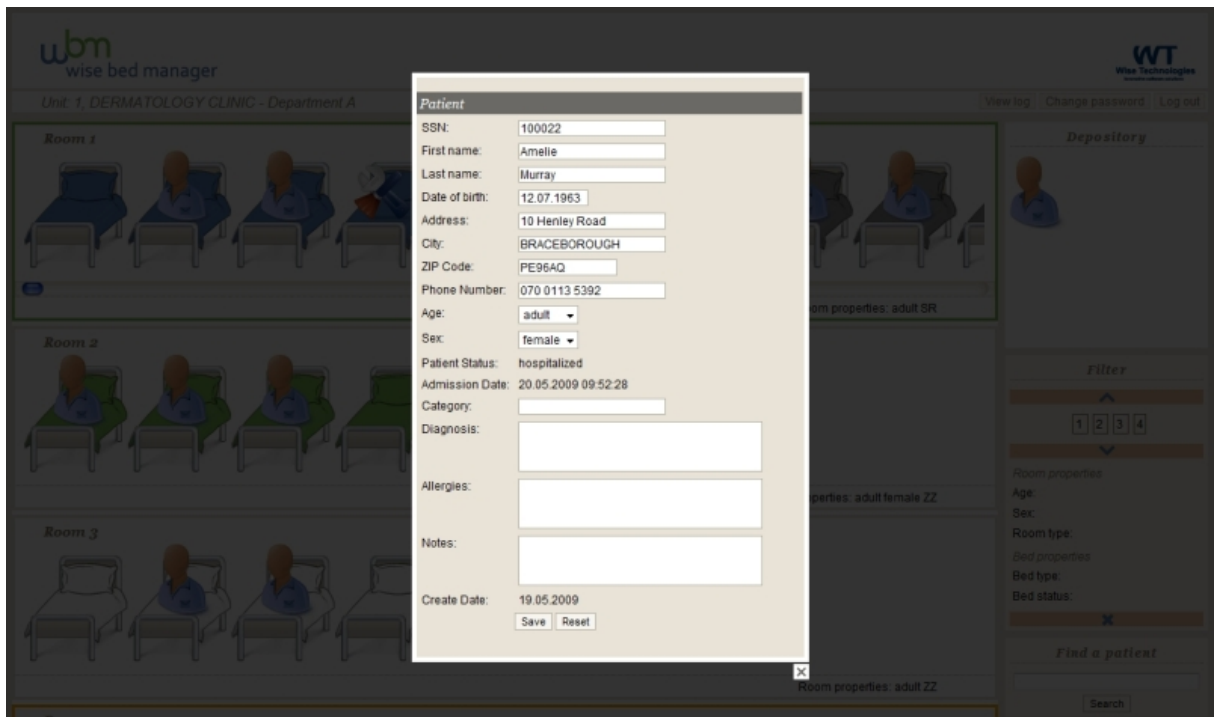 wbm
wise bed manager
WT
Wise Technologies
Unit: 1, DERMATOLOGY CLINIC - Department A
View log Change password Log out
Room 1
Room properties: adult SR
Room 2
properties: adult female ZZ
Room 3
Room properties: adult ZZ
Patient
SSN: 100022
First name: Amelie
Last name: Murray
Date of birth: 12.07.1963
Address: 10 Henley Road
City: BRACEBOROUGH
ZIP Code: PE96AQ
Phone Number: 070 0113 5392
Age: adult
Sex: female
Patient Status: hospitalized
Admission Date: 20.05.2009 09:52:28
Category:
Diagnosis:
Allergies:
Notes:
Create Date: 19.05.2009
Save Reset
Depository
Filter
1 2 3 4
Room properties
Age:
Sex:
Room type:
Bed properties
Bed type:
Bed status:
Find a patient
Search